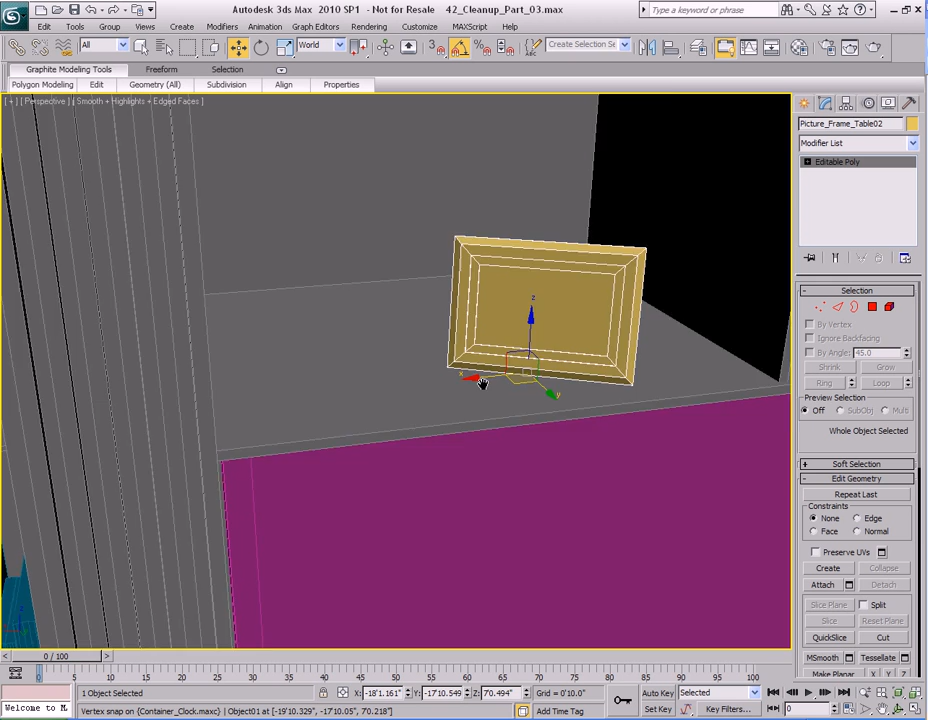 Autodesk 3ds Max 2010 SP1 - Not for Resale 42_Cleanup_Part_03.max
Type a keyword or phrase
Edit Tools Group Views Create Modifiers Animation Graph Editors Rendering Customize MAXScript Help
All World Create Selection Se
Graphite Modeling Tools Freeform Selection
Polygon Modeling Edit Geometry (All) Subdivision Align Properties
[ + ] [ Perspective ] [ Smooth + Highlights + Edged Faces ]
Picture_Frame_Table02
Modifier List
Editable Poly
z
x
y
Selection
By Vertex
Ignore Backfacing
By Angle: 45.0
Shrink Grow
Ring Loop
Preview Selection
Off SubObj Multi
Whole Object Selected
Soft Selection
Edit Geometry
Repeat Last
Constraints
None Edge
Face Normal
Preserve UVs
Create Collapse
Attach Detach
Slice Plane Split
Slice Reset Plane
QuickSlice Cut
MSmooth Tessellate
Make Planar X Y Z
0 / 100
0 5 10 15 20 25 30 35 40 45 50 55 60 65 70 75 80 85 90 95 100
1 Object Selected X: -18'1.161" Y: -17'10.549 Z: 70.494" Grid = 0'10.0" Auto Key Selected
Welcome to M Vertex snap on {Container_Clock.maxc} | Object01 at [-19'10.329", -17'10.05", 70.218"] Add Time Tag Set Key Key Filters... 0